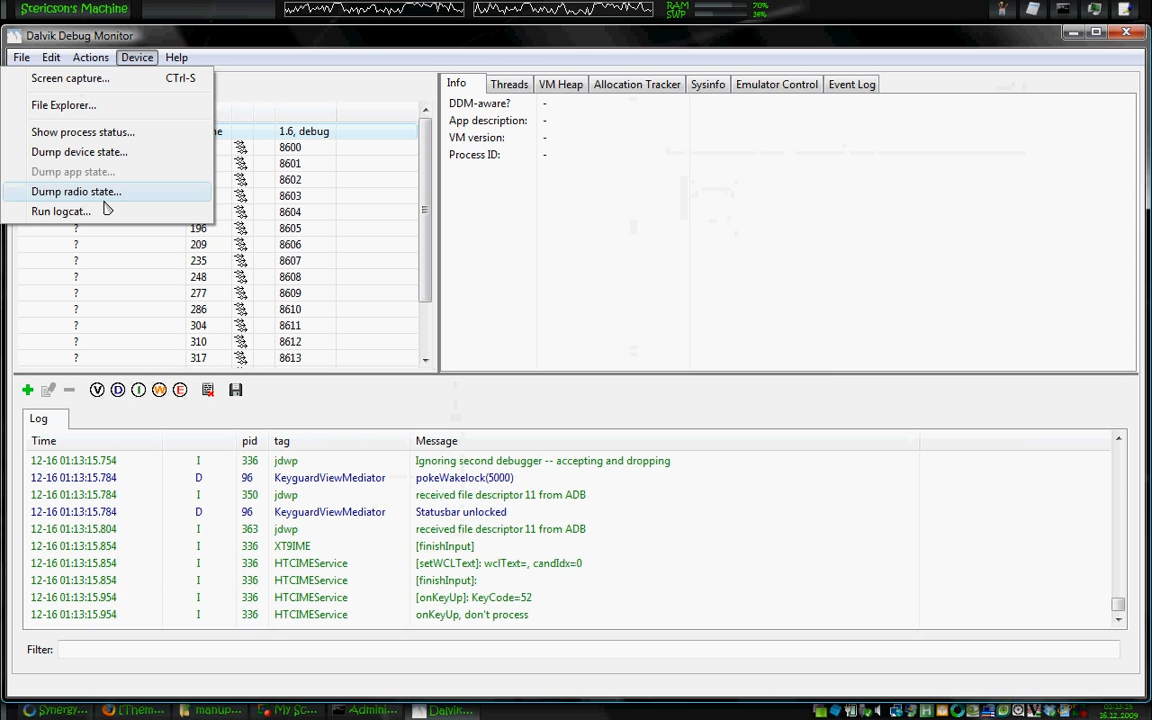 Stericson's Machine
RAM 70%
SWP 39%
Dalvik Debug Monitor
File Edit Actions Device Help
Screen capture... CTrl-S
File Explorer...
Show process status...
Dump device state...
Dump app state...
Dump radio state...
Run logcat...
1.6, debug
8600
8601
8602
8603
8604
? 196 8605
? 209 8606
? 235 8607
? 248 8608
? 277 8609
? 286 8610
? 304 8611
? 310 8612
? 317 8613
Info Threads VM Heap Allocation Tracker Sysinfo Emulator Control Event Log
DDM-aware? -
App description: -
VM version: -
Process ID: -
V D I W E
Log
Time pid tag Message
12-16 01:13:15.754 I 336 jdwp Ignoring second debugger -- accepting and dropping
12-16 01:13:15.784 D 96 KeyguardViewMediator pokeWakelock(5000)
12-16 01:13:15.784 I 350 jdwp received file descriptor 11 from ADB
12-16 01:13:15.784 D 96 KeyguardViewMediator Statusbar unlocked
12-16 01:13:15.804 I 363 jdwp received file descriptor 11 from ADB
12-16 01:13:15.854 I 336 XT9IME [finishInput]
12-16 01:13:15.854 I 336 HTCIMEService [setWCLText]: wclText=, candIdx=0
12-16 01:13:15.854 I 336 HTCIMEService [finishInput]:
12-16 01:13:15.954 I 336 HTCIMEService [onKeyUp]: KeyCode=52
12-16 01:13:15.954 I 336 HTCIMEService onKeyUp, don't process
Filter:
Synergy... [Them... manup... My Sc... Admini... Dalvik...